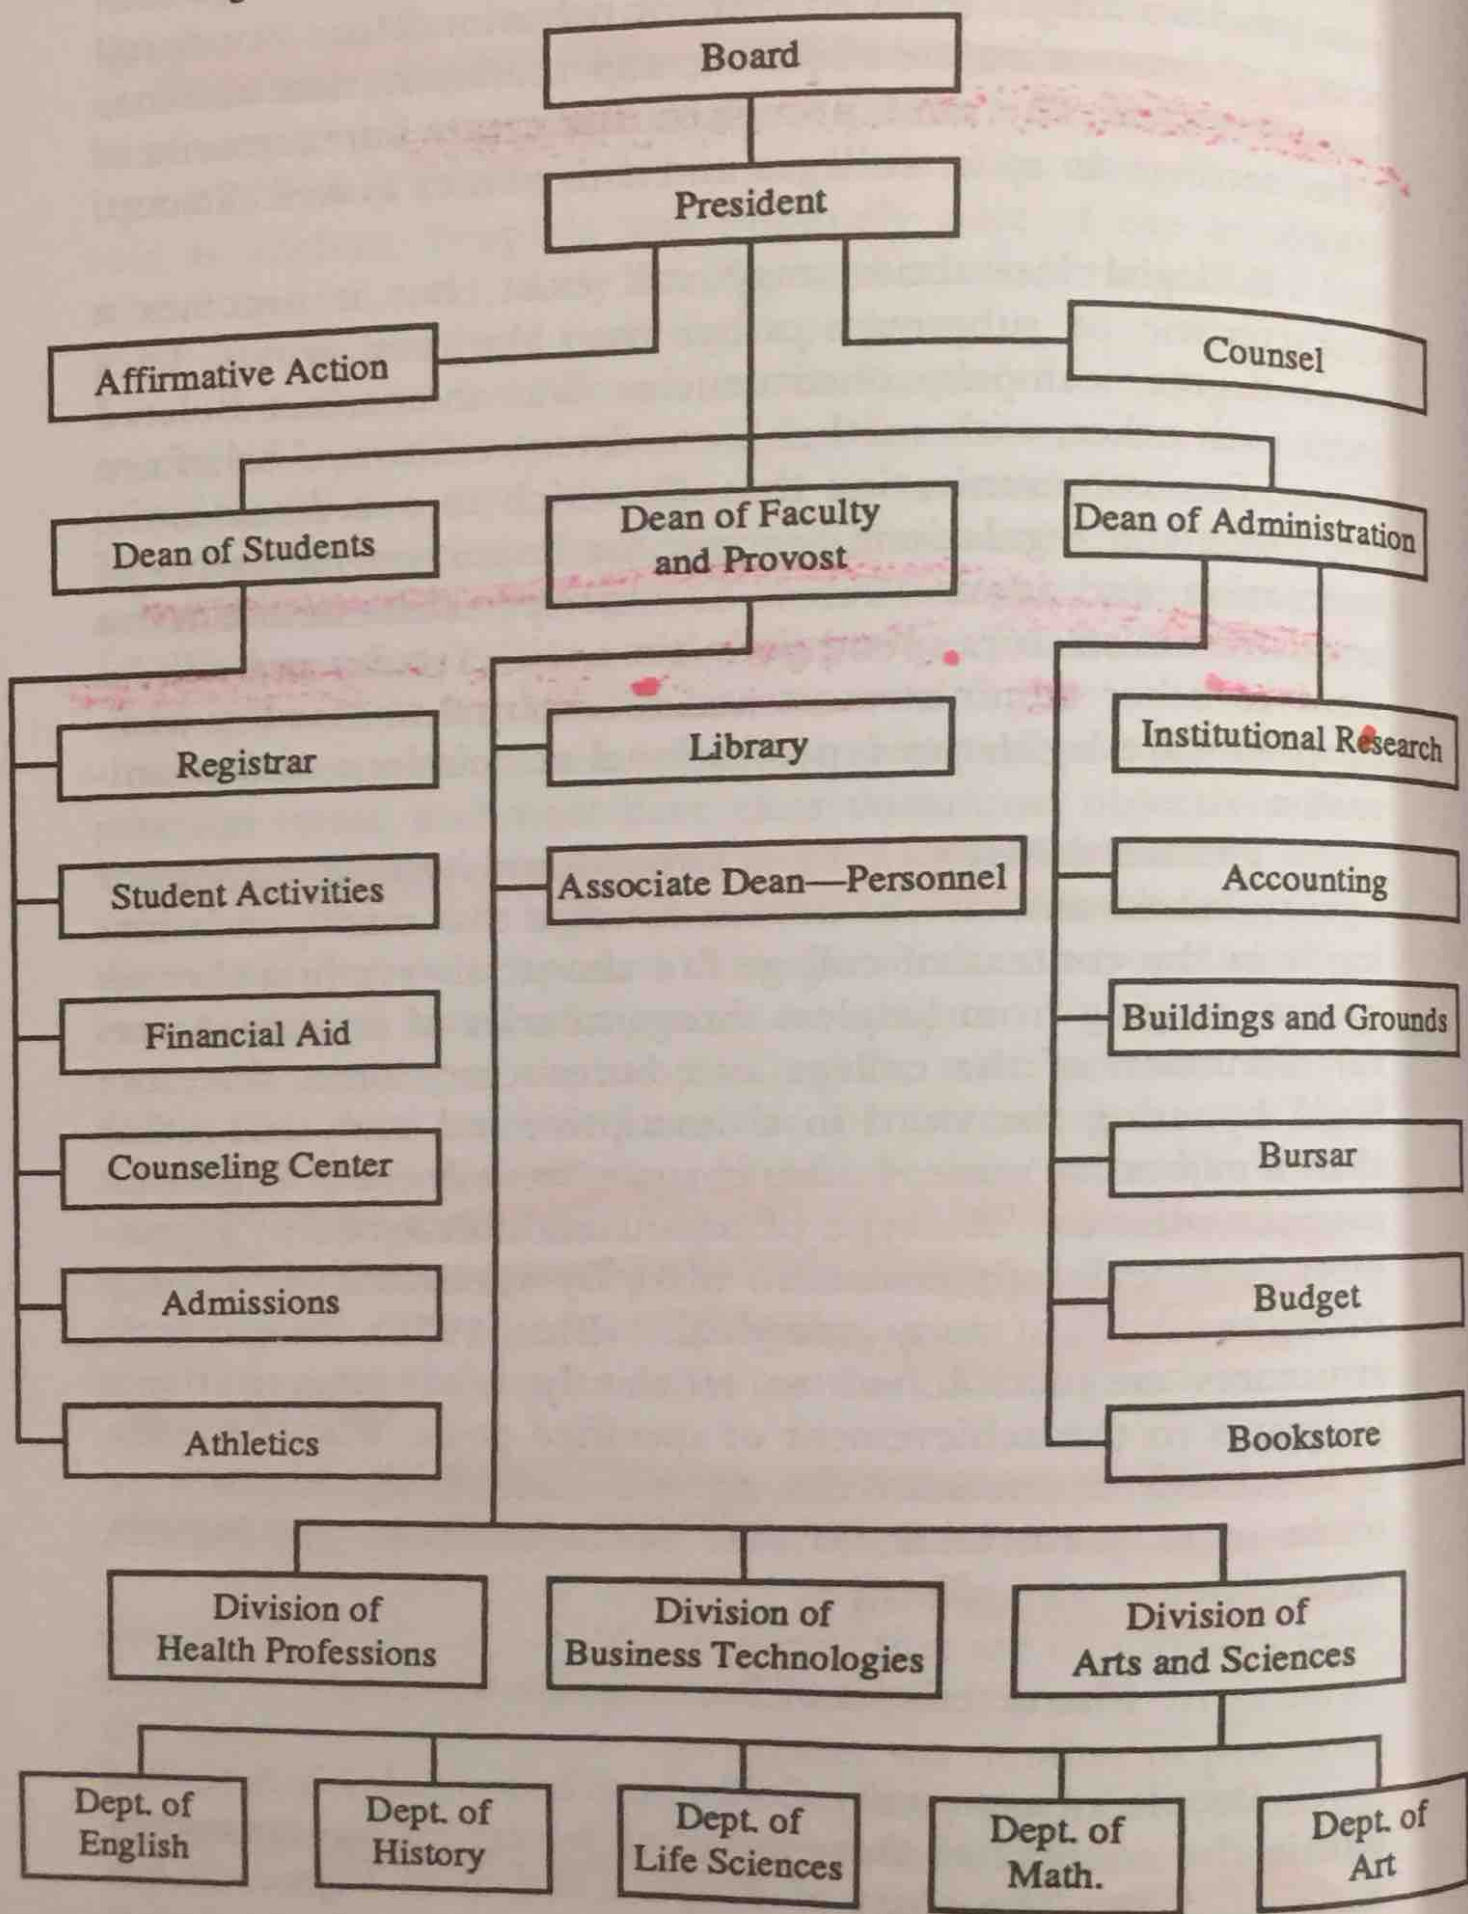 Board
President
Affirmative Action
Counsel
Dean of Students
Dean of Faculty
and Provost
Dean of Administration
Registrar
Library
Institutional Research
Student Activities
Associate Dean—Personnel
Accounting
Financial Aid
Buildings and Grounds
Counseling Center
Bursar
Admissions
Budget
Athletics
Bookstore
Division of
Health Professions
Division of
Business Technologies
Division of
Arts and Sciences
Dept. of
English
Dept. of
History
Dept. of
Life Sciences
Dept. of
Math.
Dept. of
Art